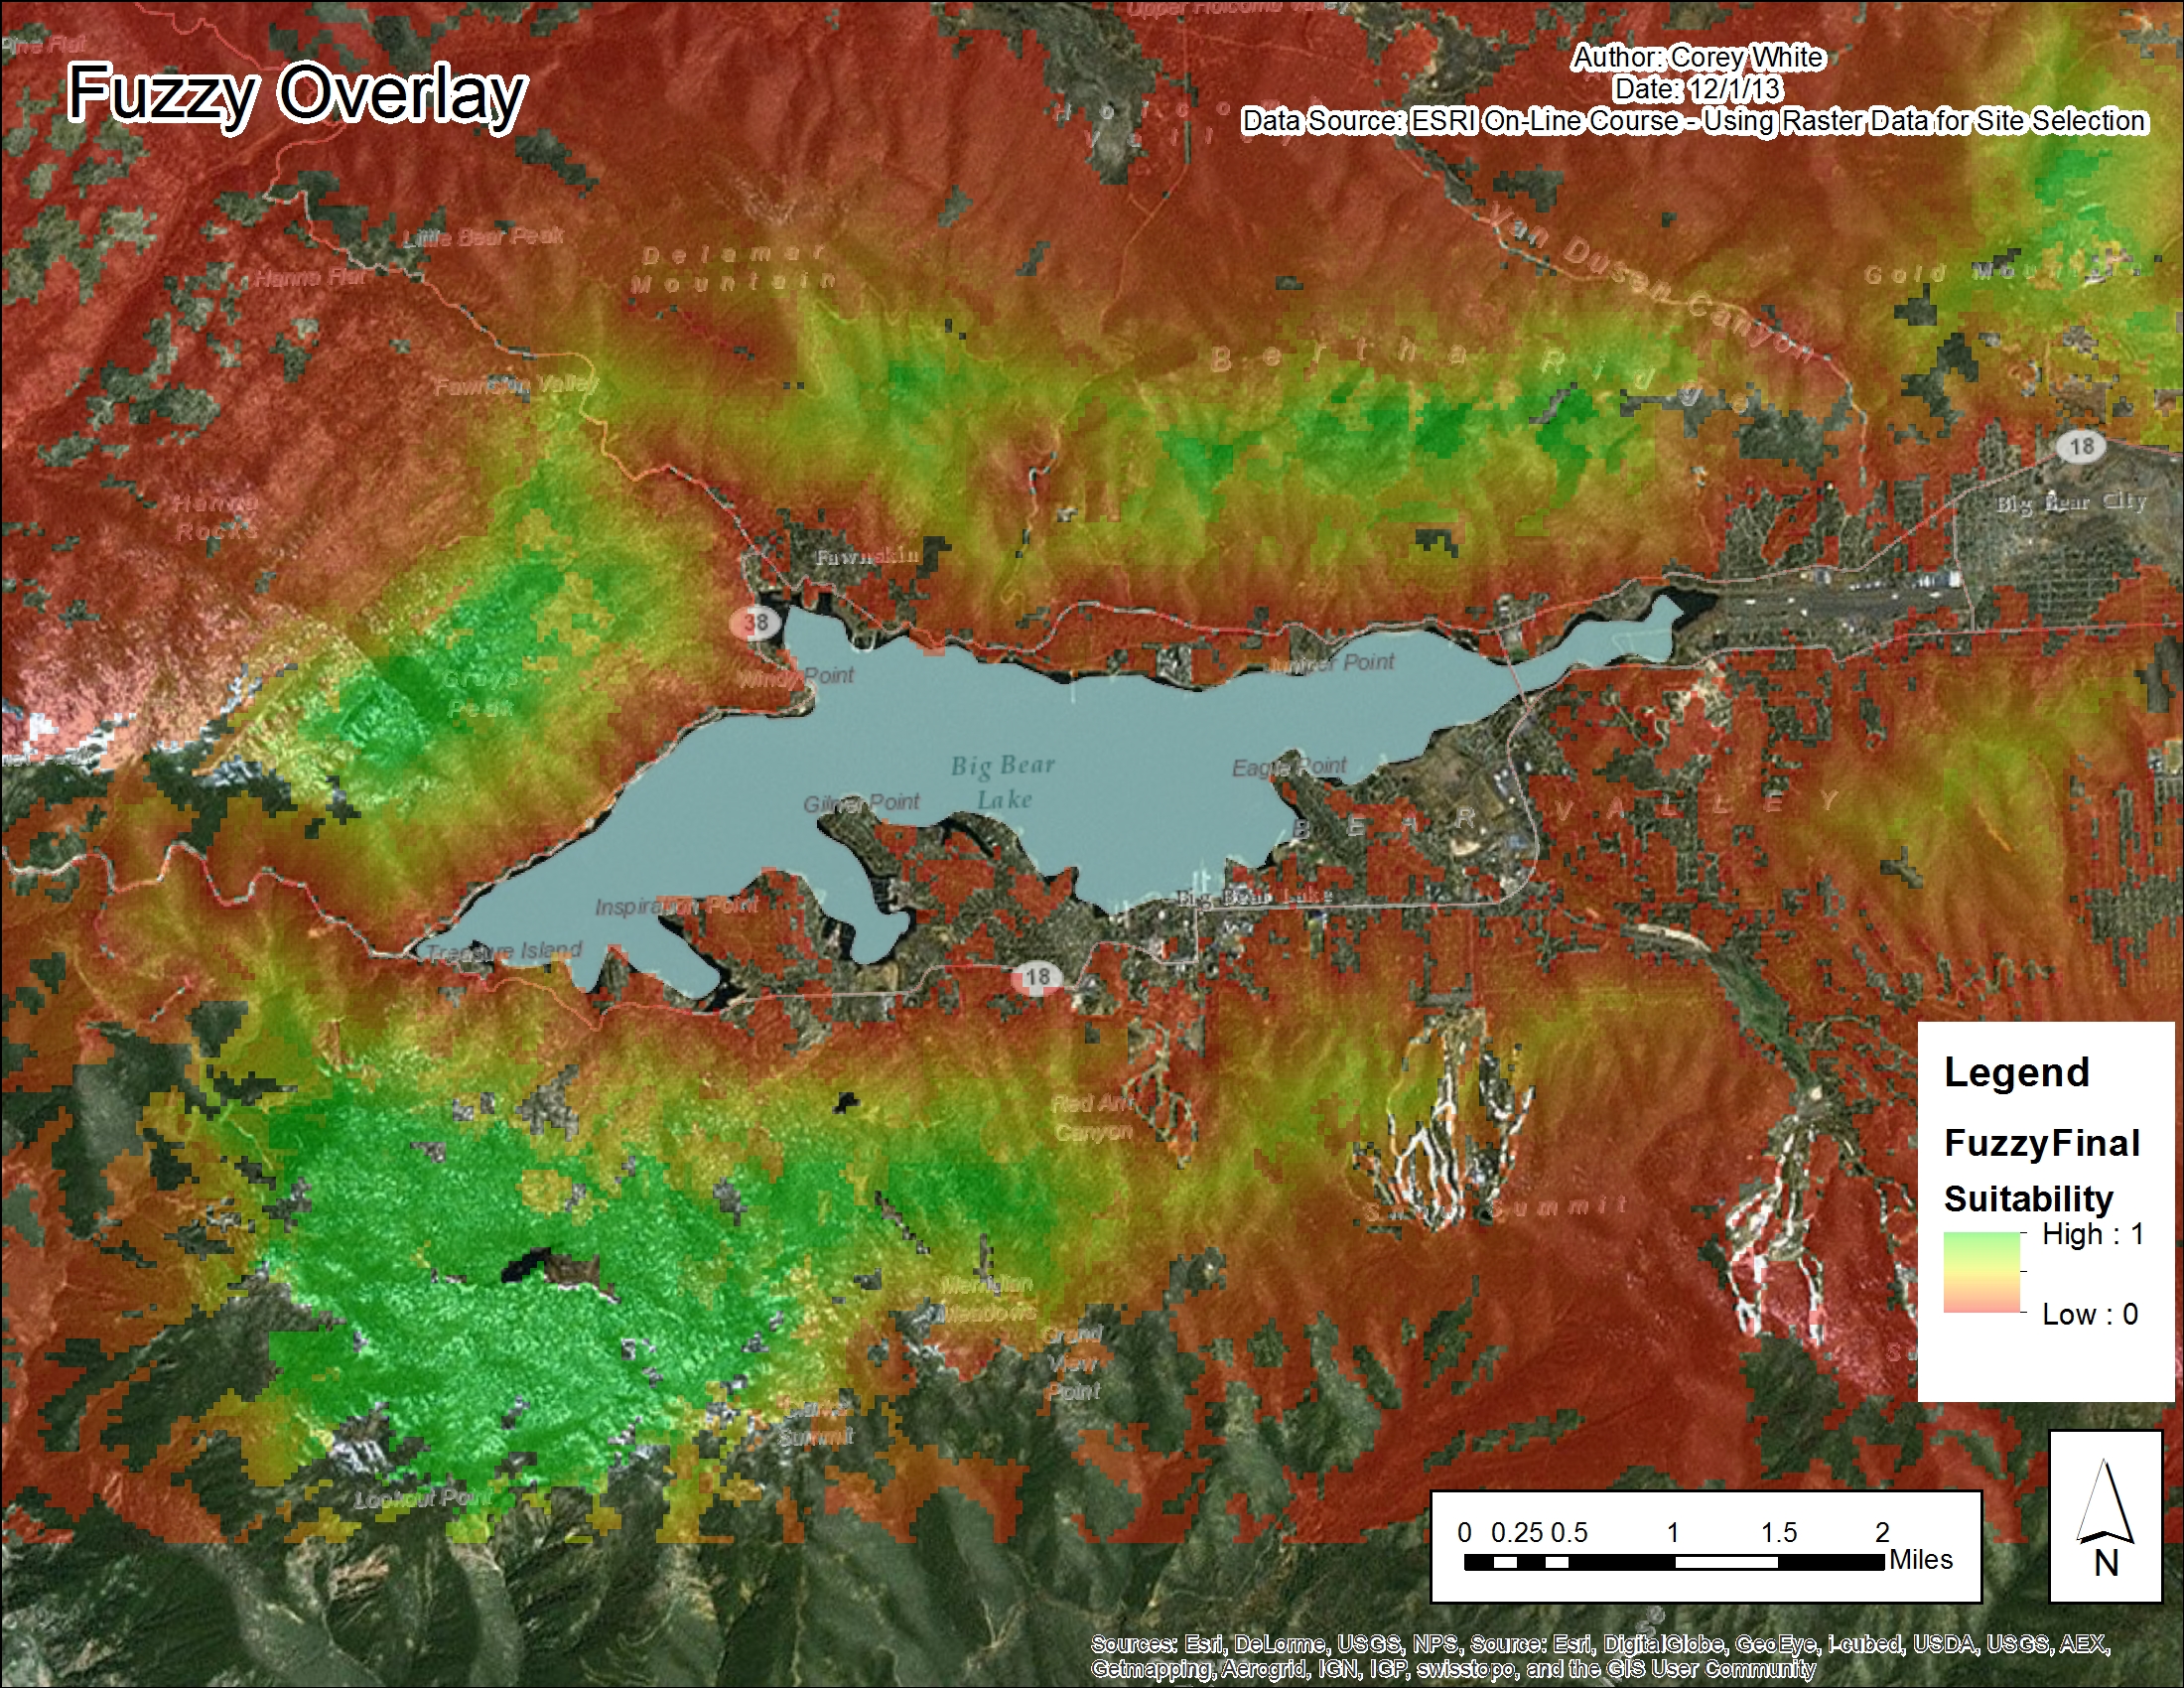 Upper Holcomb Valley
Pine Flat
Fuzzy Overlay
Author: Corey White
Date: 12/1/13
Data Source: ESRI On-Line Course - Using Raster Data for Site Selection
Holcomb
Valley
Little Bear Peak
Hanna Flat
Delamar
Mountain
Van Dusen Canyon
Gold Mountain
Bertha Ridge
Fawnskin Valley
18
Big Bear City
Hanna
Rocks
Fawnskin
38
Windy Point
Juniper Point
Grays
Peak
Big Bear
Lake
Eagle Point
Gilner Point
BEAR VALLEY
Big Bear Lake
Inspiration Point
Treasure Island
18
Red Ant
Canyon
Summit
Meridian
Meadows
Grand
View
Point
Clarks
Summit
Lookout Point
Legend
FuzzyFinal
Suitability
High : 1
Low : 0
0 0.25 0.5 1 1.5 2
Miles
N
Sources: Esri, DeLorme, USGS, NPS, Source: Esri, DigitalGlobe, GeoEye, i-cubed, USDA, USGS, AEX,
Getmapping, Aerogrid, IGN, IGP, swisstopo, and the GIS User Community